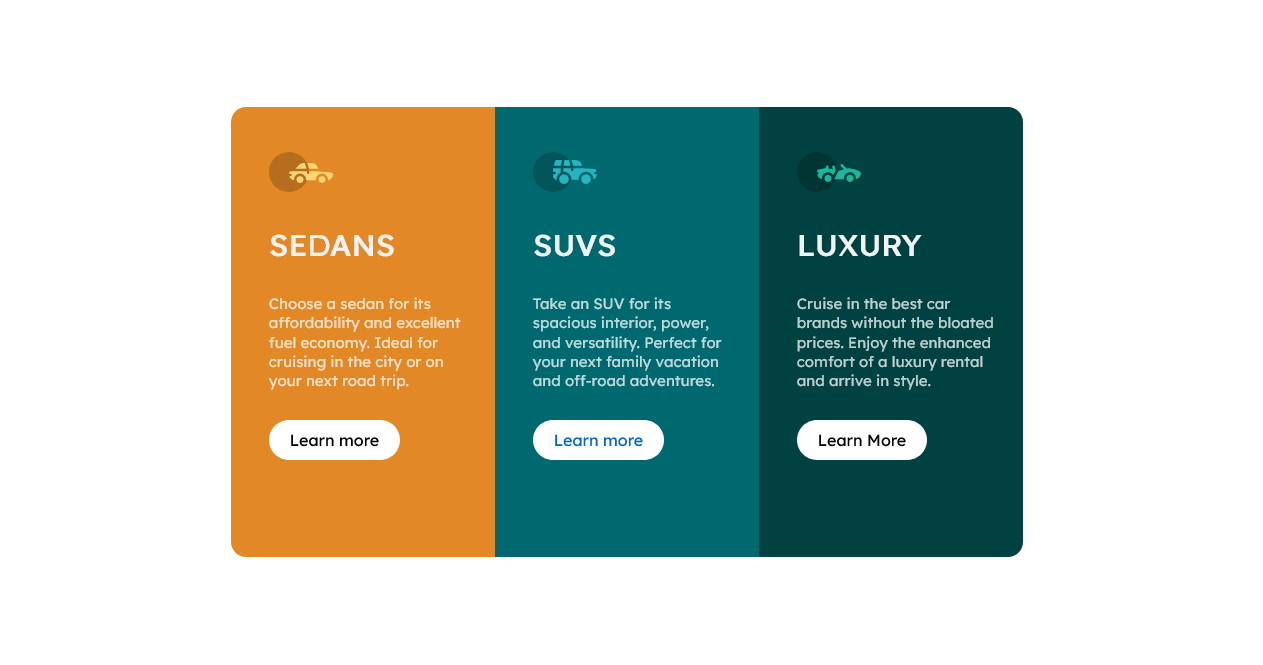 SEDANS
Choose a sedan for its
affordability and excellent
fuel economy. Ideal for
cruising in the city or on
your next road trip.
Learn more
SUVS
Take an SUV for its
spacious interior, power,
and versatility. Perfect for
your next family vacation
and off-road adventures.
Learn more
LUXURY
Cruise in the best car
brands without the bloated
prices. Enjoy the enhanced
comfort of a luxury rental
and arrive in style.
Learn More